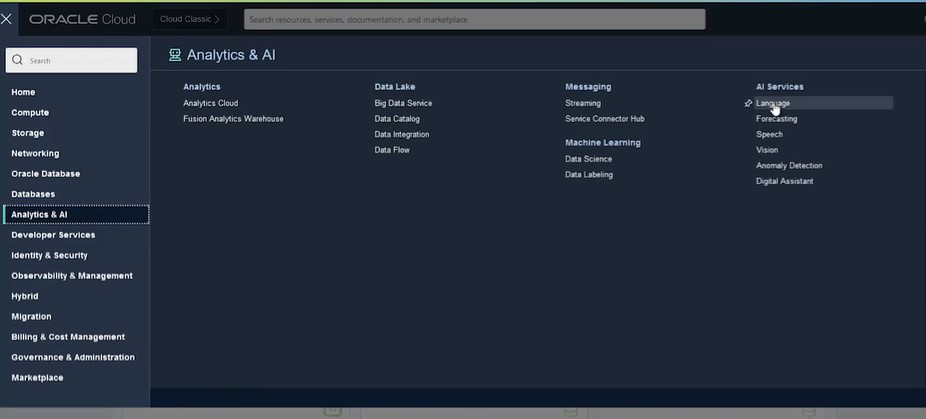 ORACLE Cloud
Cloud Classic
Search resources, services, documentation, and marketplace
Search
Home
Compute
Storage
Networking
Oracle Database
Databases
Analytics & AI
Developer Services
Identity & Security
Observability & Management
Hybrid
Migration
Billing & Cost Management
Governance & Administration
Marketplace
Analytics & AI
Analytics
Analytics Cloud
Fusion Analytics Warehouse
Data Lake
Big Data Service
Data Catalog
Data Integration
Data Flow
Messaging
Streaming
Service Connector Hub
Machine Learning
Data Science
Data Labeling
AI Services
Language
Forecasting
Speech
Vision
Anomaly Detection
Digital Assistant